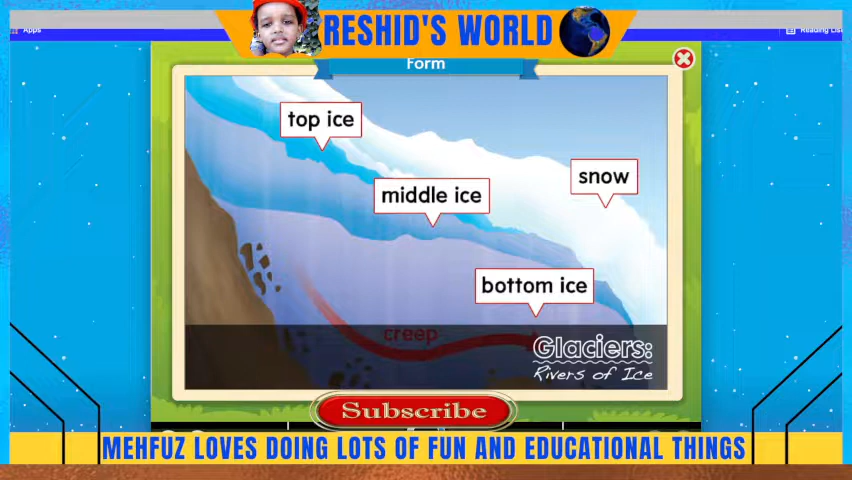 RESHID'S WORLD
Apps
Reading List
Form
top ice
snow
middle ice
bottom ice
creep
Glaciers:
Rivers of Ice
Subscribe
MEHFUZ LOVES DOING LOTS OF FUN AND EDUCATIONAL THINGS